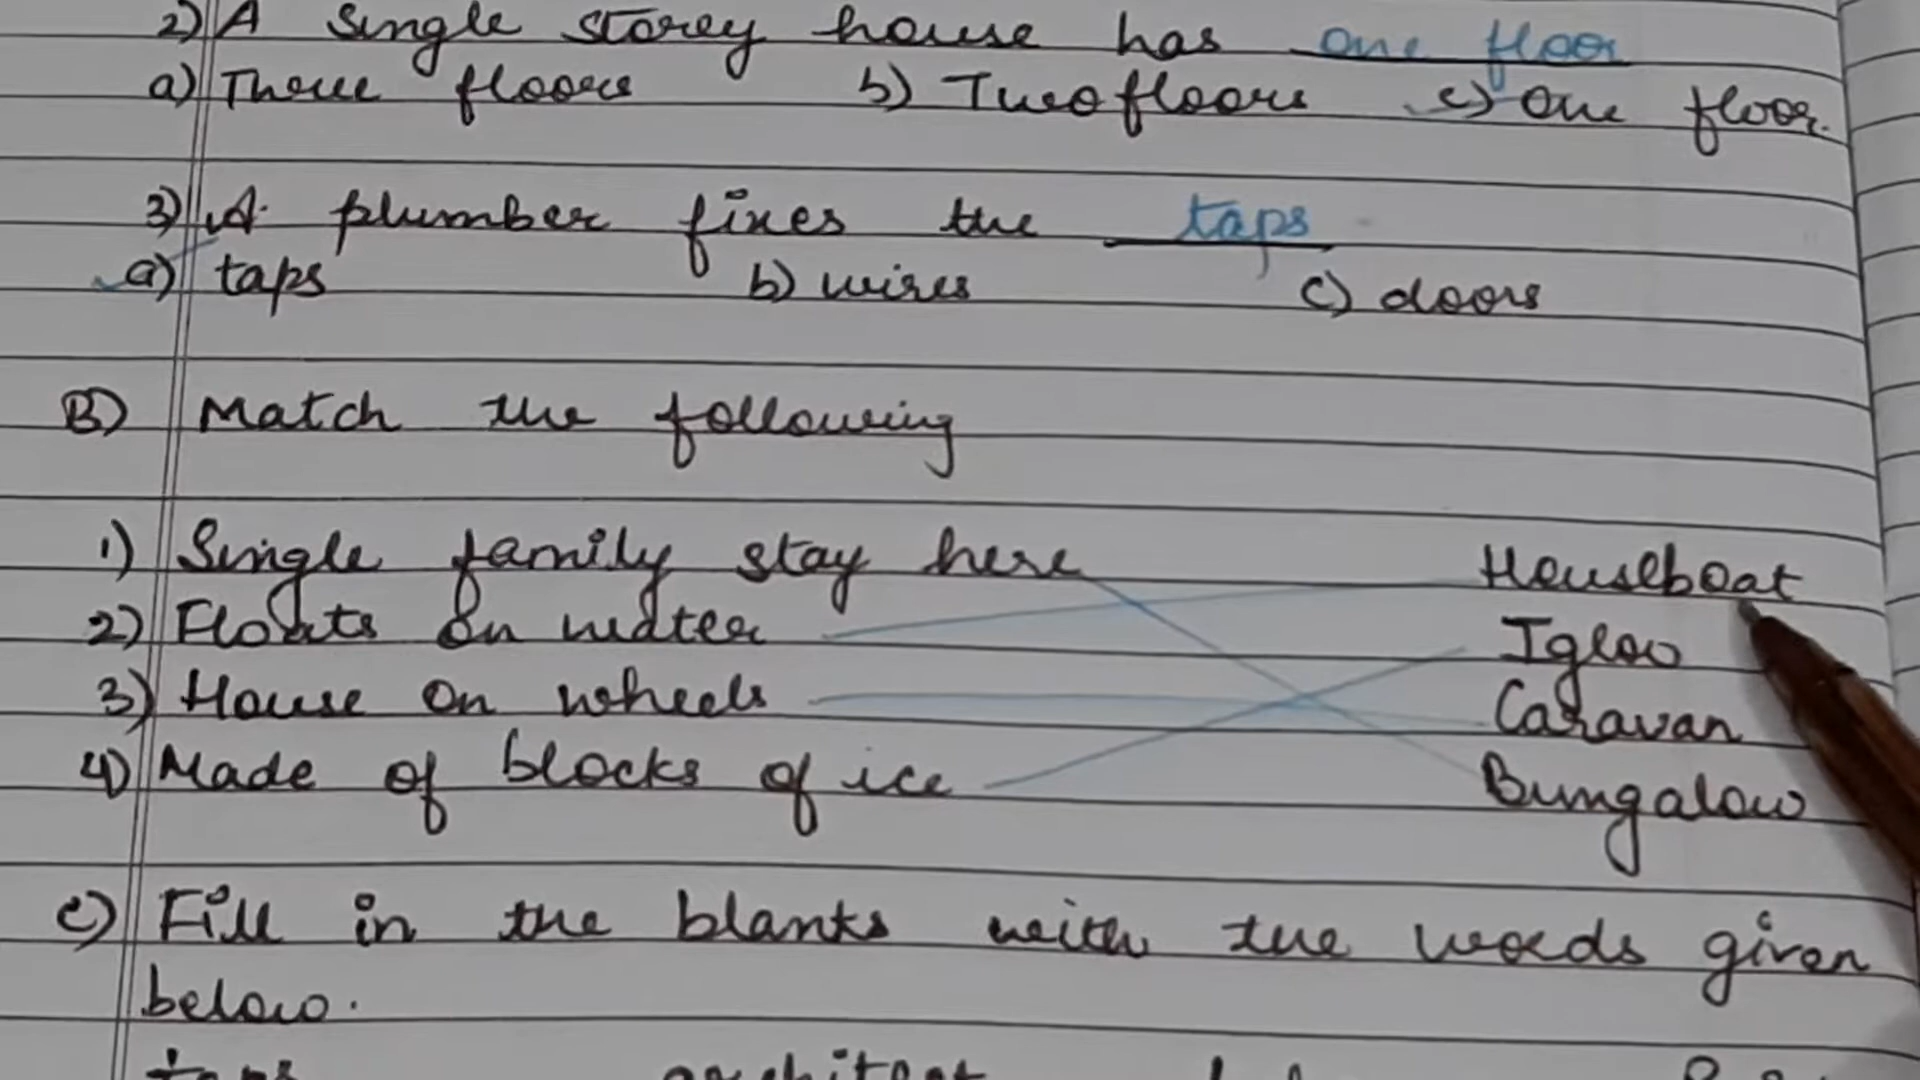 2) A single storey house has one floor
a) Three floors b) Two floors c) One floor.
3) A plumber fixes the taps
a) taps b) wires c) doors
B) Match the following
1) Single family stay here Houseboat
2) Floats on water Igloo
3) House on wheels Caravan
4) Made of blocks of ice Bungalow
C) Fill in the blanks with the words given
below.
taps architect